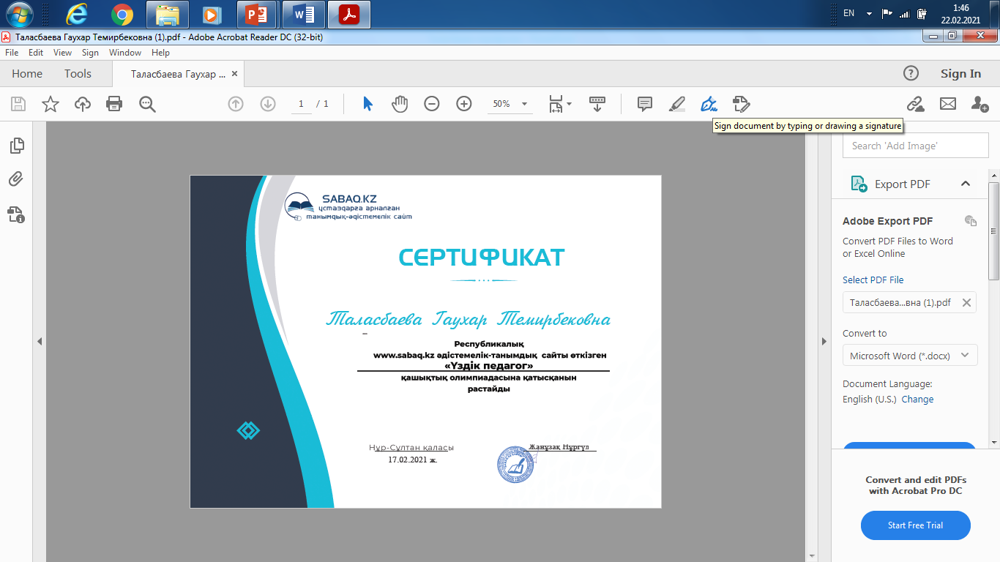 EN
1:46
22.02.2021
Таласбаева Гаухар Темирбековна (1).pdf - Adobe Acrobat Reader DC (32-bit)
File Edit View Sign Window Help
Home Tools Таласбаева Гаухар ... ×
Sign In
1 / 1
50%
Sign document by typing or drawing a signature
Search 'Add Image'
Export PDF
Adobe Export PDF
Convert PDF Files to Word
or Excel Online
Select PDF File
Таласбаева...вна (1).pdf
Convert to
Microsoft Word (*.docx)
Document Language:
English (U.S.) Change
Convert and edit PDFs
with Acrobat Pro DC
Start Free Trial
SABAQ.KZ
ұстаздарға арналған
танымдық-әдістемелік сайт
СЕРТИФИКАТ
Таласбаева Гаухар Темирбековна
Республикалық
www.sabaq.kz әдістемелік-танымдық сайты өткізген
«Үздік педагог»
қашықтық олимпиадасына қатысқанын
растайды
Нұр-Сұлтан қаласы
17.02.2021 ж.
Жанұзақ Нұргүл